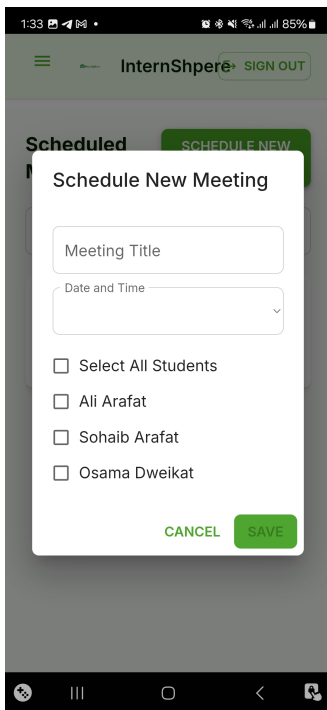 1:33
85%
InternShpere
SIGN OUT
Scheduled
SCHEDULE NEW
Schedule New Meeting
Meeting Title
Date and Time
Select All Students
Ali Arafat
Sohaib Arafat
Osama Dweikat
CANCEL
SAVE